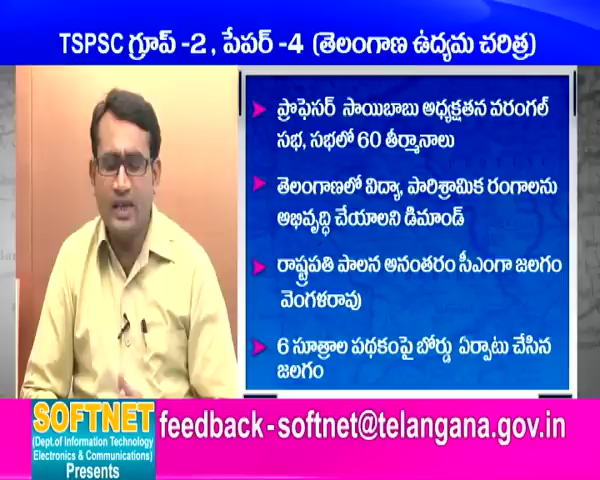 TSPSC గ్రూప్ -2 , పేపర్ -4 (తెలంగాణ ఉద్యమ చరిత్ర)
ప్రొఫెసర్ సాయిబాబు అధ్యక్షతన వరంగల్
సభ, సభలో 60 తీర్మానాలు
తెలంగాణలో విద్యా, పారిశ్రామిక రంగాలను
అభివృద్ధి చేయాలని డిమాండ్
రాష్ట్రపతి పాలన అనంతరం సీఎంగా జలగం
వెంగళరావు
6 సూత్రాల పథకంపై బోర్డు ఏర్పాటు చేసిన
జలగం
SOFTNET
(Dept.of Information Technology
Electronics & Communications)
Presents
feedback - softnet@telangana.gov.in